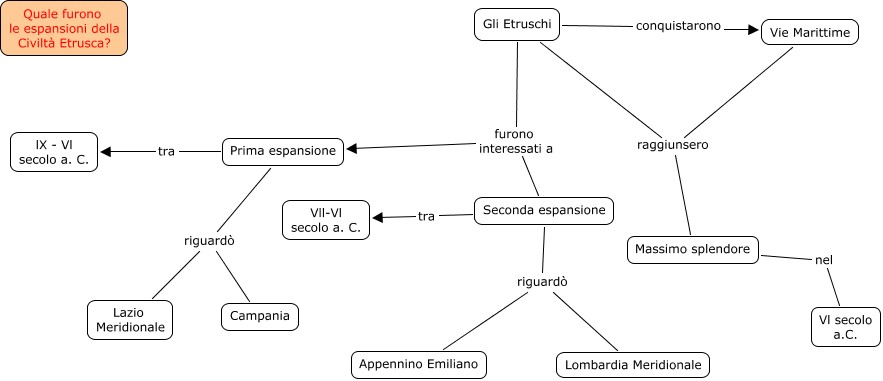 Quale furono
le espansioni della
Civiltà Etrusca?
Gli Etruschi
conquistarono
Vie Marittime
furono
interessati a
raggiunsero
IX - VI
secolo a. C.
tra
Prima espansione
VII-VI
secolo a. C.
tra
Seconda espansione
riguardò
Massimo splendore
nel
riguardò
Lazio
Meridionale
Campania
VI secolo
a.C.
Appennino Emiliano
Lombardia Meridionale